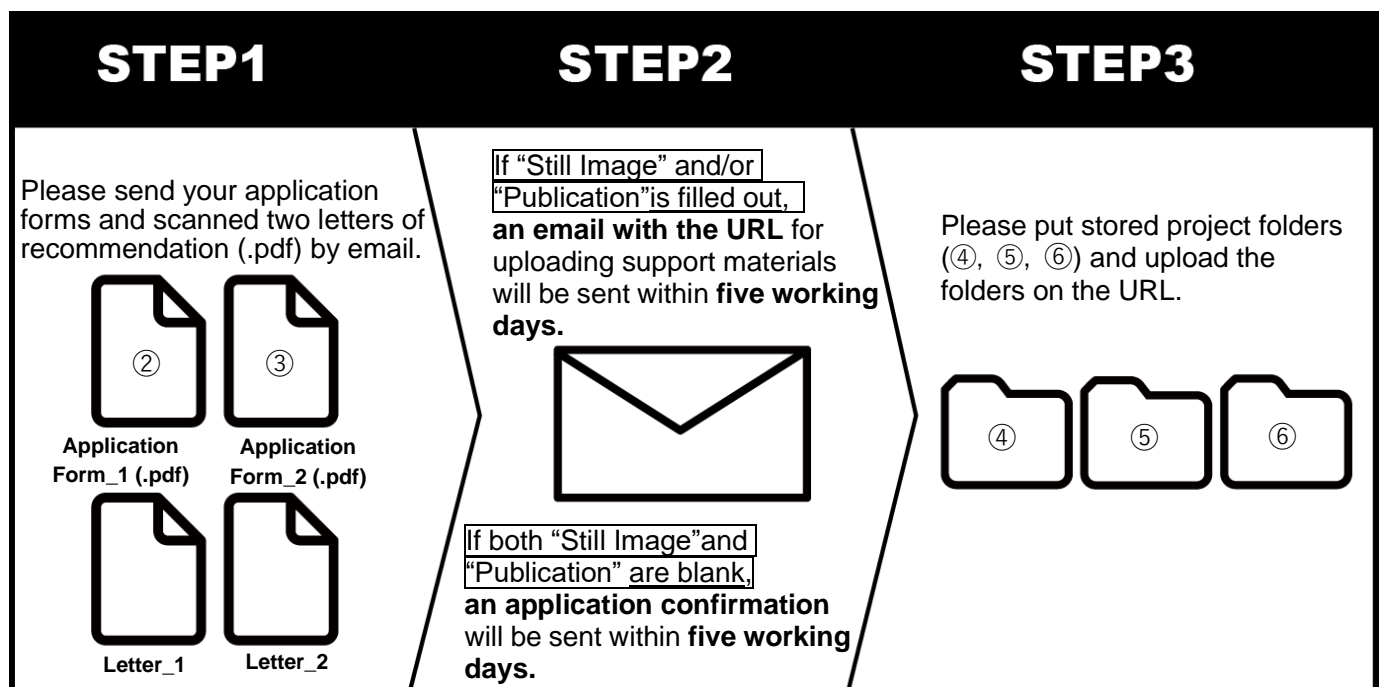 STEP1
STEP2
STEP3
Please send your application
forms and scanned two letters of
recommendation (.pdf) by email.
②
③
Application
Form_1 (.pdf)
Application
Form_2 (.pdf)
Letter_1
Letter_2
If “Still Image” and/or
“Publication”is filled out,
an email with the URL for
uploading support materials
will be sent within five working
days.
If both “Still Image”and
“Publication” are blank,
an application confirmation
will be sent within five working
days.
Please put stored project folders
(④, ⑤, ⑥) and upload the
folders on the URL.
④
⑤
⑥